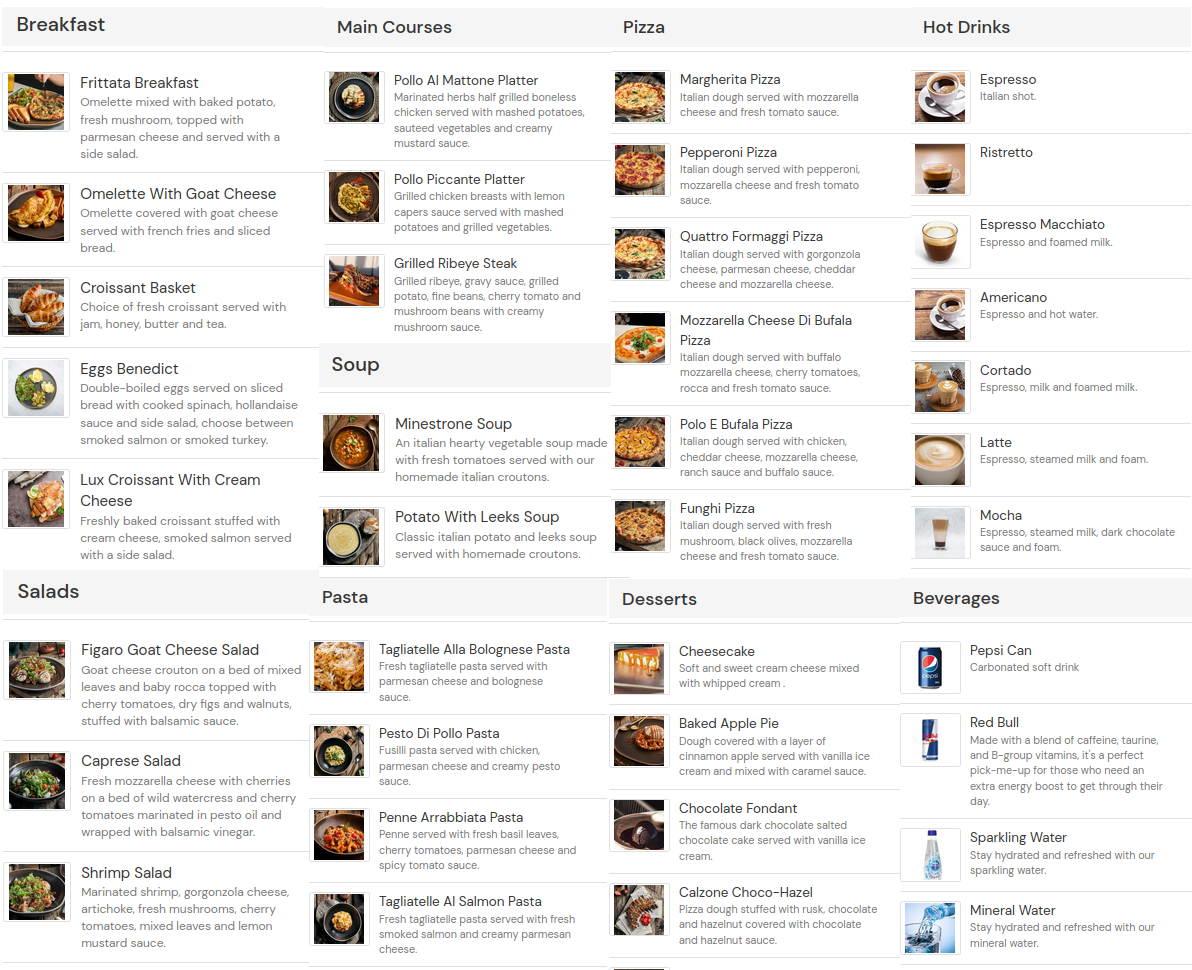 Breakfast
Frittata Breakfast
Omelette mixed with baked potato,
fresh mushroom, topped with
parmesan cheese and served with a
side salad.
Omelette With Goat Cheese
Omelette covered with goat cheese
served with french fries and sliced
bread.
Croissant Basket
Choice of fresh croissant served with
jam, honey, butter and tea.
Eggs Benedict
Double-boiled eggs served on sliced
bread with cooked spinach, hollandaise
sauce and side salad, choose between
smoked salmon or smoked turkey.
Lux Croissant With Cream
Cheese
Freshly baked croissant stuffed with
cream cheese, smoked salmon served
with a side salad.
Main Courses
Pollo Al Mattone Platter
Marinated herbs half grilled boneless
chicken served with mashed potatoes,
sauteed vegetables and creamy
mustard sauce.
Pollo Piccante Platter
Grilled chicken breasts with lemon
capers sauce served with mashed
potatoes and grilled vegetables.
Grilled Ribeye Steak
Grilled ribeye, gravy sauce, grilled
potato, fine beans, cherry tomato and
mushroom beans with creamy
mushroom sauce.
Soup
Minestrone Soup
An italian hearty vegetable soup made
with fresh tomatoes served with our
homemade italian croutons.
Potato With Leeks Soup
Classic italian potato and leeks soup
served with homemade croutons.
Pizza
Margherita Pizza
Italian dough served with mozzarella
cheese and fresh tomato sauce.
Pepperoni Pizza
Italian dough served with pepperoni,
mozzarella cheese and fresh tomato
sauce.
Quattro Formaggi Pizza
Italian dough served with gorgonzola
cheese, parmesan cheese, cheddar
cheese and mozzarella cheese.
Mozzarella Cheese Di Bufala
Pizza
Italian dough served with buffalo
mozzarella cheese, cherry tomatoes,
rocca and fresh tomato sauce.
Polo E Bufala Pizza
Italian dough served with chicken,
cheddar cheese, mozzarella cheese,
ranch sauce and buffalo sauce.
Funghi Pizza
Italian dough served with fresh
mushroom, black olives, mozzarella
cheese and fresh tomato sauce.
Hot Drinks
Espresso
Italian shot.
Ristretto
Espresso Macchiato
Espresso and foamed milk.
Americano
Espresso and hot water.
Cortado
Espresso, milk and foamed milk.
Latte
Espresso, steamed milk and foam.
Mocha
Espresso, steamed milk, dark chocolate
sauce and foam.
Salads
Figaro Goat Cheese Salad
Goat cheese crouton on a bed of mixed
leaves and baby rocca topped with
cherry tomatoes, dry figs and walnuts,
stuffed with balsamic sauce.
Caprese Salad
Fresh mozzarella cheese with cherries
on a bed of wild watercress and cherry
tomatoes marinated in pesto oil and
wrapped with balsamic vinegar.
Shrimp Salad
Marinated shrimp, gorgonzola cheese,
artichoke, fresh mushrooms, cherry
tomatoes, mixed leaves and lemon
mustard sauce.
Pasta
Tagliatelle Alla Bolognese Pasta
Fresh tagliatelle pasta served with
parmesan cheese and bolognese
sauce.
Pesto Di Pollo Pasta
Fusilli pasta served with chicken,
parmesan cheese and creamy pesto
sauce.
Penne Arrabbiata Pasta
Penne served with fresh basil leaves,
cherry tomatoes, parmesan cheese and
spicy tomato sauce.
Tagliatelle Al Salmon Pasta
Fresh tagliatelle pasta served with fresh
smoked salmon and creamy parmesan
cheese.
Desserts
Cheesecake
Soft and sweet cream cheese mixed
with whipped cream .
Baked Apple Pie
Dough covered with a layer of
cinnamon apple served with vanilla ice
cream and mixed with caramel sauce.
Chocolate Fondant
The famous dark chocolate salted
chocolate cake served with vanilla ice
cream.
Calzone Choco-Hazel
Pizza dough stuffed with rusk, chocolate
and hazelnut covered with chocolate
and hazelnut sauce.
Beverages
Pepsi Can
Carbonated soft drink
pepsi
Red Bull
Made with a blend of caffeine, taurine,
and B-group vitamins, it's a perfect
pick-me-up for those who need an
extra energy boost to get through their
day.
Sparkling Water
Stay hydrated and refreshed with our
sparkling water.
Mineral Water
Stay hydrated and refreshed with our
mineral water.